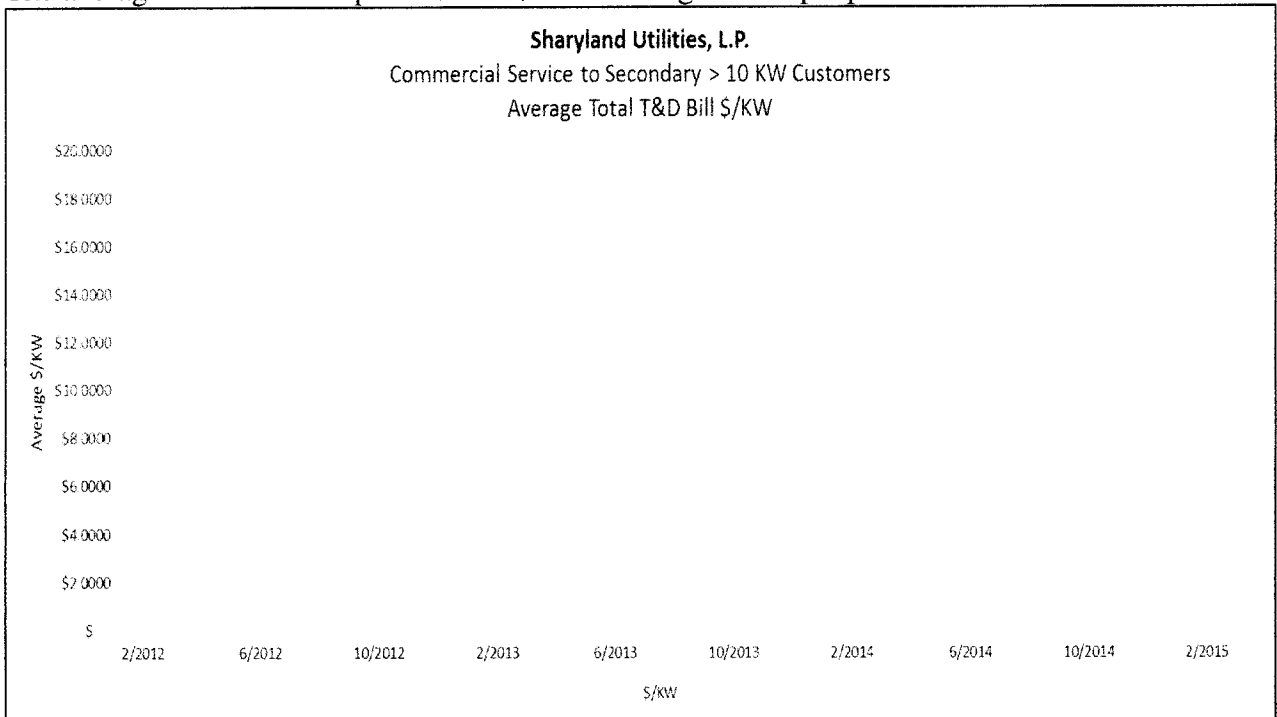 Sharyland Utilities, L.P.
Commercial Service to Secondary > 10 KW Customers
Average Total T&D Bill $/KW
$20.0000
$18.0000
$16.0000
$14.0000
$12.0000
$10.0000
$8.0000
$6.0000
$4.0000
$2.0000
$
Average $/KW
2/2012 6/2012 10/2012 2/2013 6/2013 10/2013 2/2014 6/2014 10/2014 2/2015
$/KW